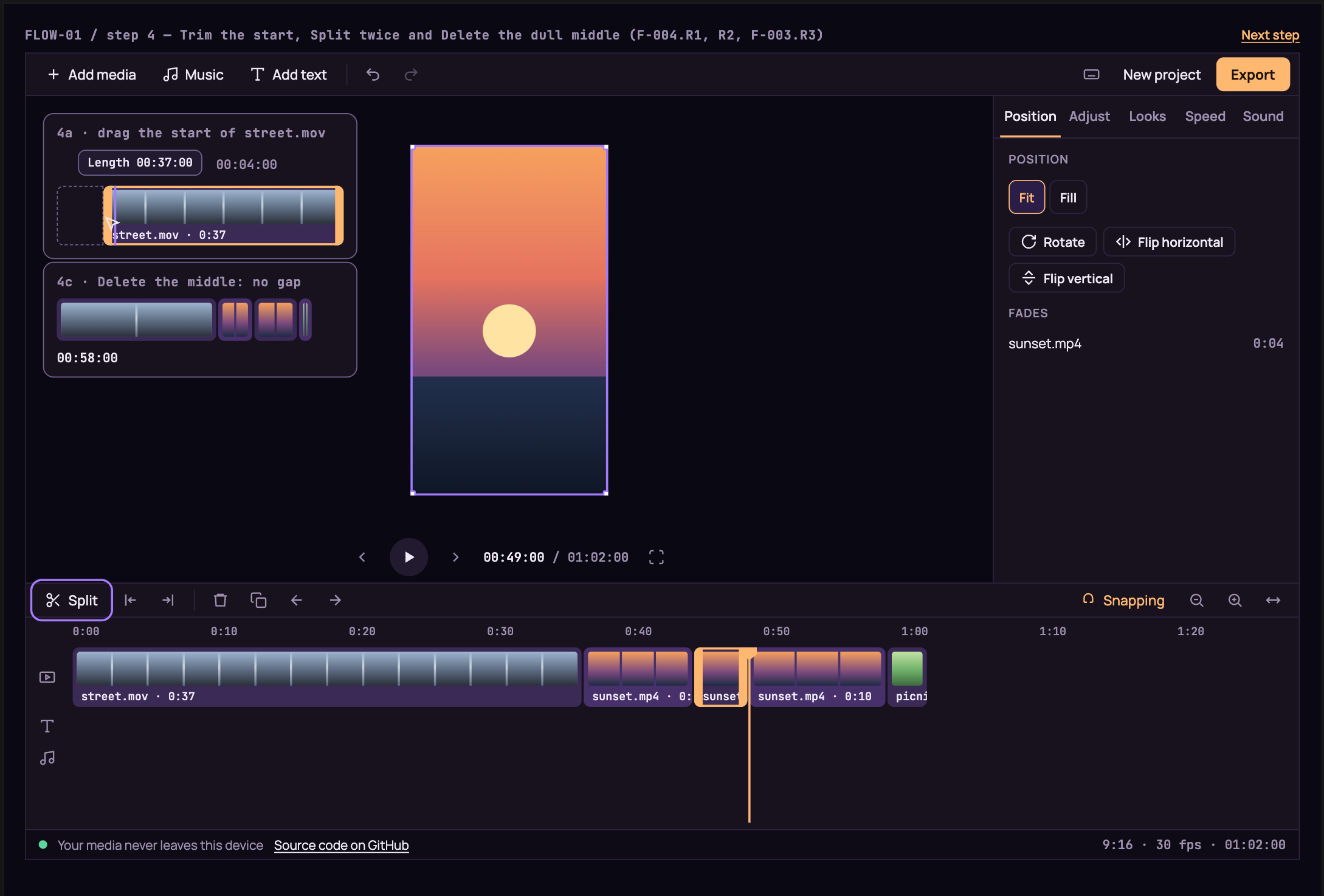 FLOW-01 / step 4 — Trim the start, Split twice and Delete the dull middle (F-004.R1, R2, F-003.R3)
Next step
Add media
Music
Add text
New project
Export
4a · drag the start of street.mov
Length 00:37:00
00:04:00
street.mov · 0:37
4c · Delete the middle: no gap
00:58:00
Position
Adjust
Looks
Speed
Sound
POSITION
Fit
Fill
Rotate
Flip horizontal
Flip vertical
FADES
sunset.mp4
0:04
00:49:00 / 01:02:00
Split
Snapping
0:00
0:10
0:20
0:30
0:40
0:50
1:00
1:10
1:20
street.mov · 0:37
sunset.mp4 · 0:
sunset
sunset.mp4 · 0:10
picni
Your media never leaves this device
Source code on GitHub
9:16 · 30 fps · 01:02:00